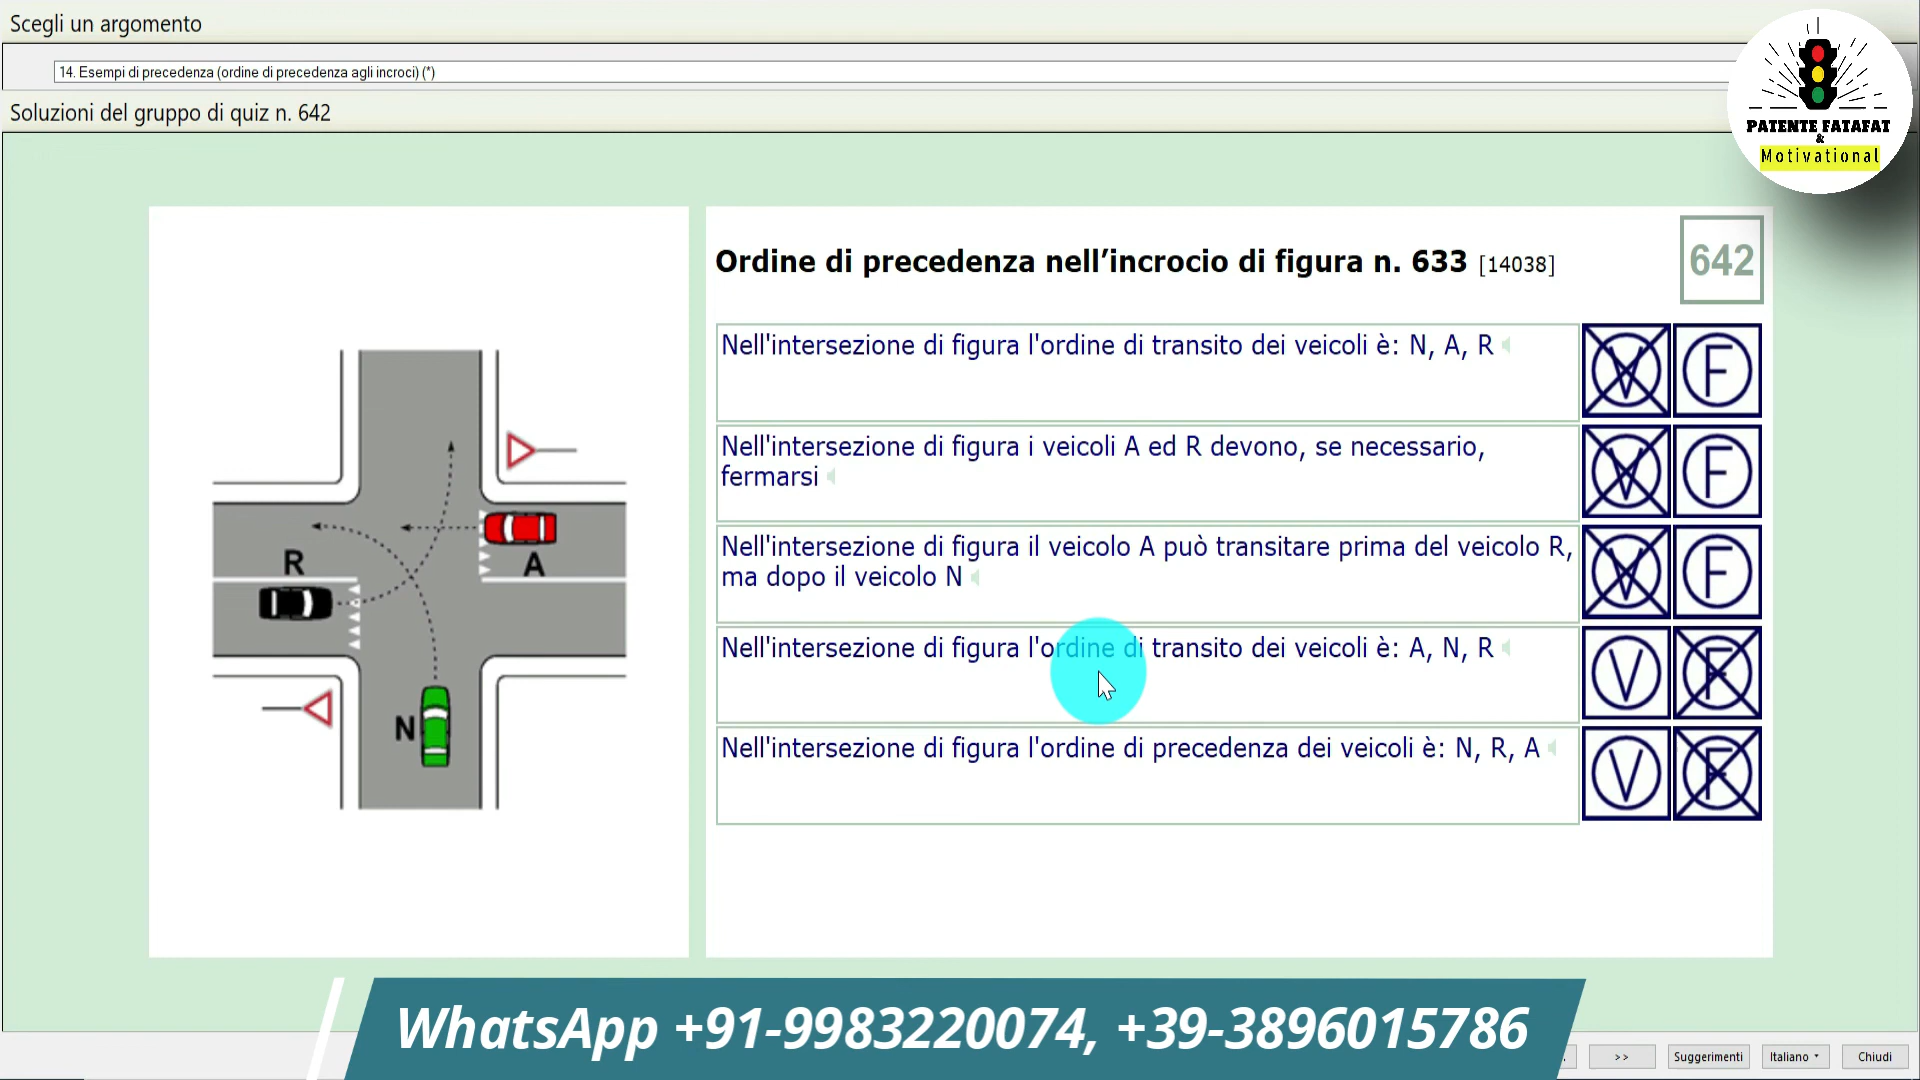 Scegli un argomento
14. Esempi di precedenza (ordine di precedenza agli incroci) (*)
Soluzioni del gruppo di quiz n. 642
PATENTE FATAFAT
&
Motivational
Ordine di precedenza nell’incrocio di figura n. 633 [14038]
642
Nell'intersezione di figura l'ordine di transito dei veicoli è: N, A, R
V F
Nell'intersezione di figura i veicoli A ed R devono, se necessario,
fermarsi
V F
Nell'intersezione di figura il veicolo A può transitare prima del veicolo R,
ma dopo il veicolo N
V F
Nell'intersezione di figura l'ordine di transito dei veicoli è: A, N, R
V F
Nell'intersezione di figura l'ordine di precedenza dei veicoli è: N, R, A
V F
R
A
N
WhatsApp +91-9983220074, +39-3896015786
>>
Suggerimenti
Italiano
Chiudi